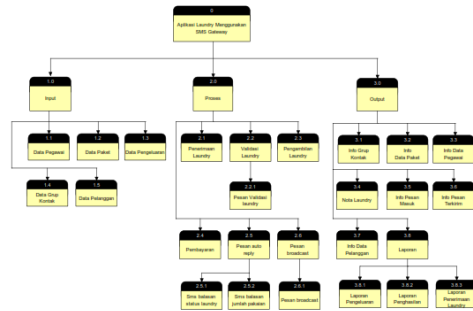 0
Aplikasi Laundry Menggunakan
SMS Gateway
1.0
Input
2.0
Proses
3.0
Output
1.1
Data Pegawai
1.2
Data Paket
1.3
Data Pengeluaran
2.1
Penerimaan
Laundry
2.2
Validasi
Laundry
2.3
Pengambilan
Laundry
3.1
Info Grup
Kontak
3.2
Info
Data Paket
3.3
Info Data
Pegawai
1.4
Data Grup
Kontak
1.5
Data Pelanggan
2.2.1
Pesan Validasi
laundry
3.4
Nota Laundry
3.5
Info Pesan
Masuk
3.6
Info Pesan
Terkirim
2.4
Pembayaran
2.5
Pesan auto
reply
2.6
Pesan
broadcast
3.7
Info Data
Pelanggan
3.8
Laporan
2.5.1
Sms balasan
status laundry
2.5.2
Sms balasan
jumlah pakaian
2.6.1
Pesan broadcast
3.8.1
Laporan
Pengeluaran
3.8.2
Laporan
Penghasilan
3.8.3
Laporan
Penerimaan
Laundry